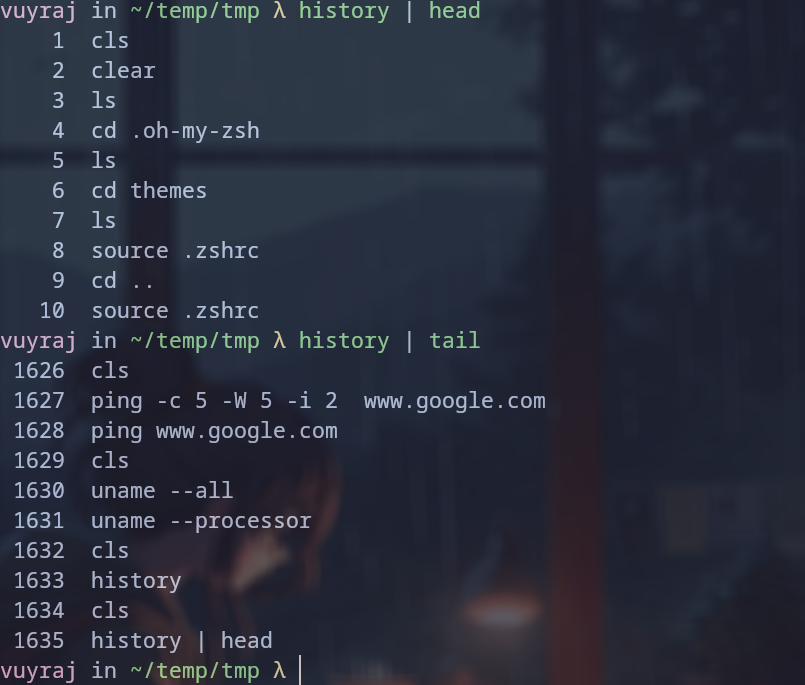 vuyraj in ~/temp/tmp λ history | head
    1  cls
    2  clear
    3  ls
    4  cd .oh-my-zsh
    5  ls
    6  cd themes
    7  ls
    8  source .zshrc
    9  cd ..
   10  source .zshrc
vuyraj in ~/temp/tmp λ history | tail
 1626  cls
 1627  ping -c 5 -W 5 -i 2  www.google.com
 1628  ping www.google.com
 1629  cls
 1630  uname --all
 1631  uname --processor
 1632  cls
 1633  history
 1634  cls
 1635  history | head
vuyraj in ~/temp/tmp λ